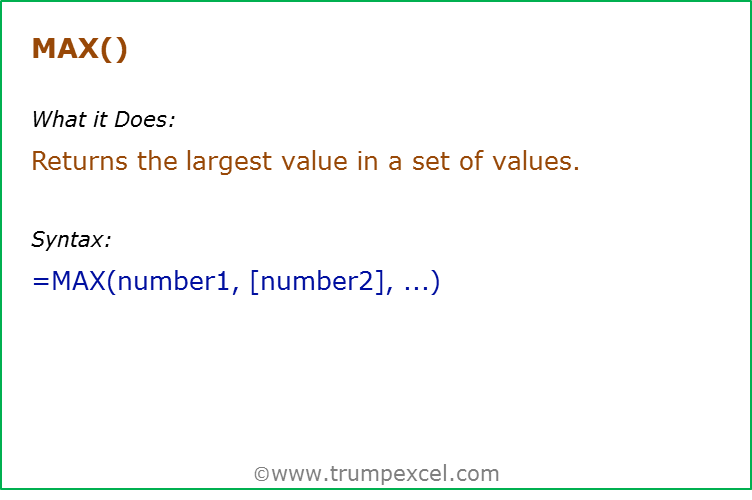 MAX()
What it Does:
Returns the largest value in a set of values.
Syntax:
=MAX(number1, [number2], ...)
©www.trumpexcel.com